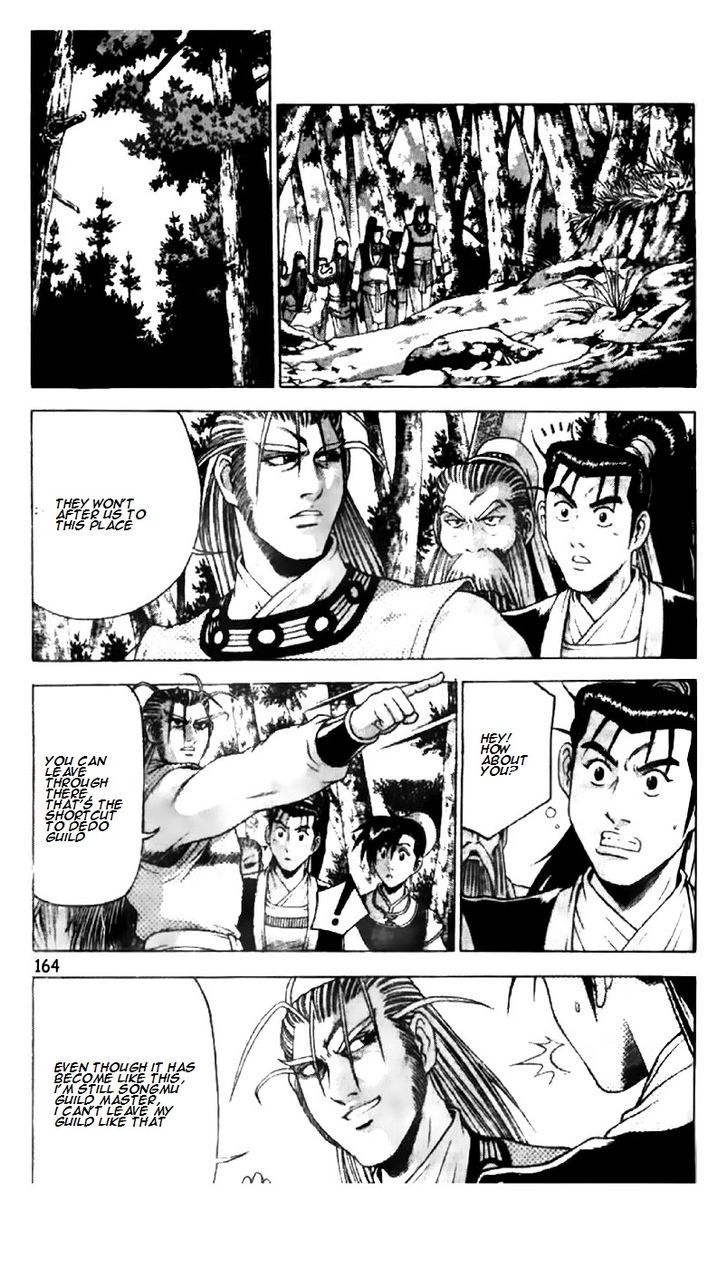 THEY WON'T
AFTER US TO
THIS PLACE
YOU CAN
LEAVE
THROUGH
THERE
THAT'S THE
SHORTCUT
TO DEDO
GUILD
!
HEY!
HOW
ABOUT
YOU?
164
EVEN THOUGH IT HAS
BECOME LIKE THIS,
I'M STILL SONGMU
GUILD MASTER,
I CAN'T LEAVE MY
GUILD LIKE THAT